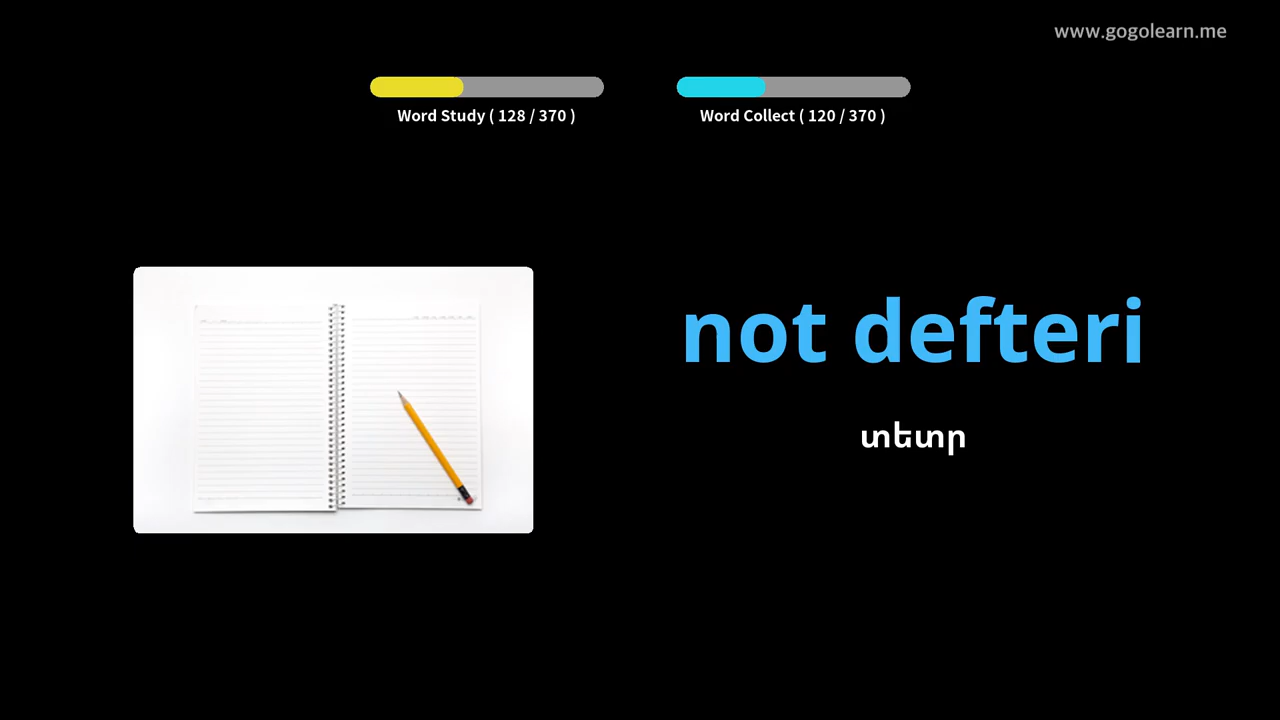 www.gogolearn.me
Word Study ( 128 / 370 )
Word Collect ( 120 / 370 )
not defteri
տետր